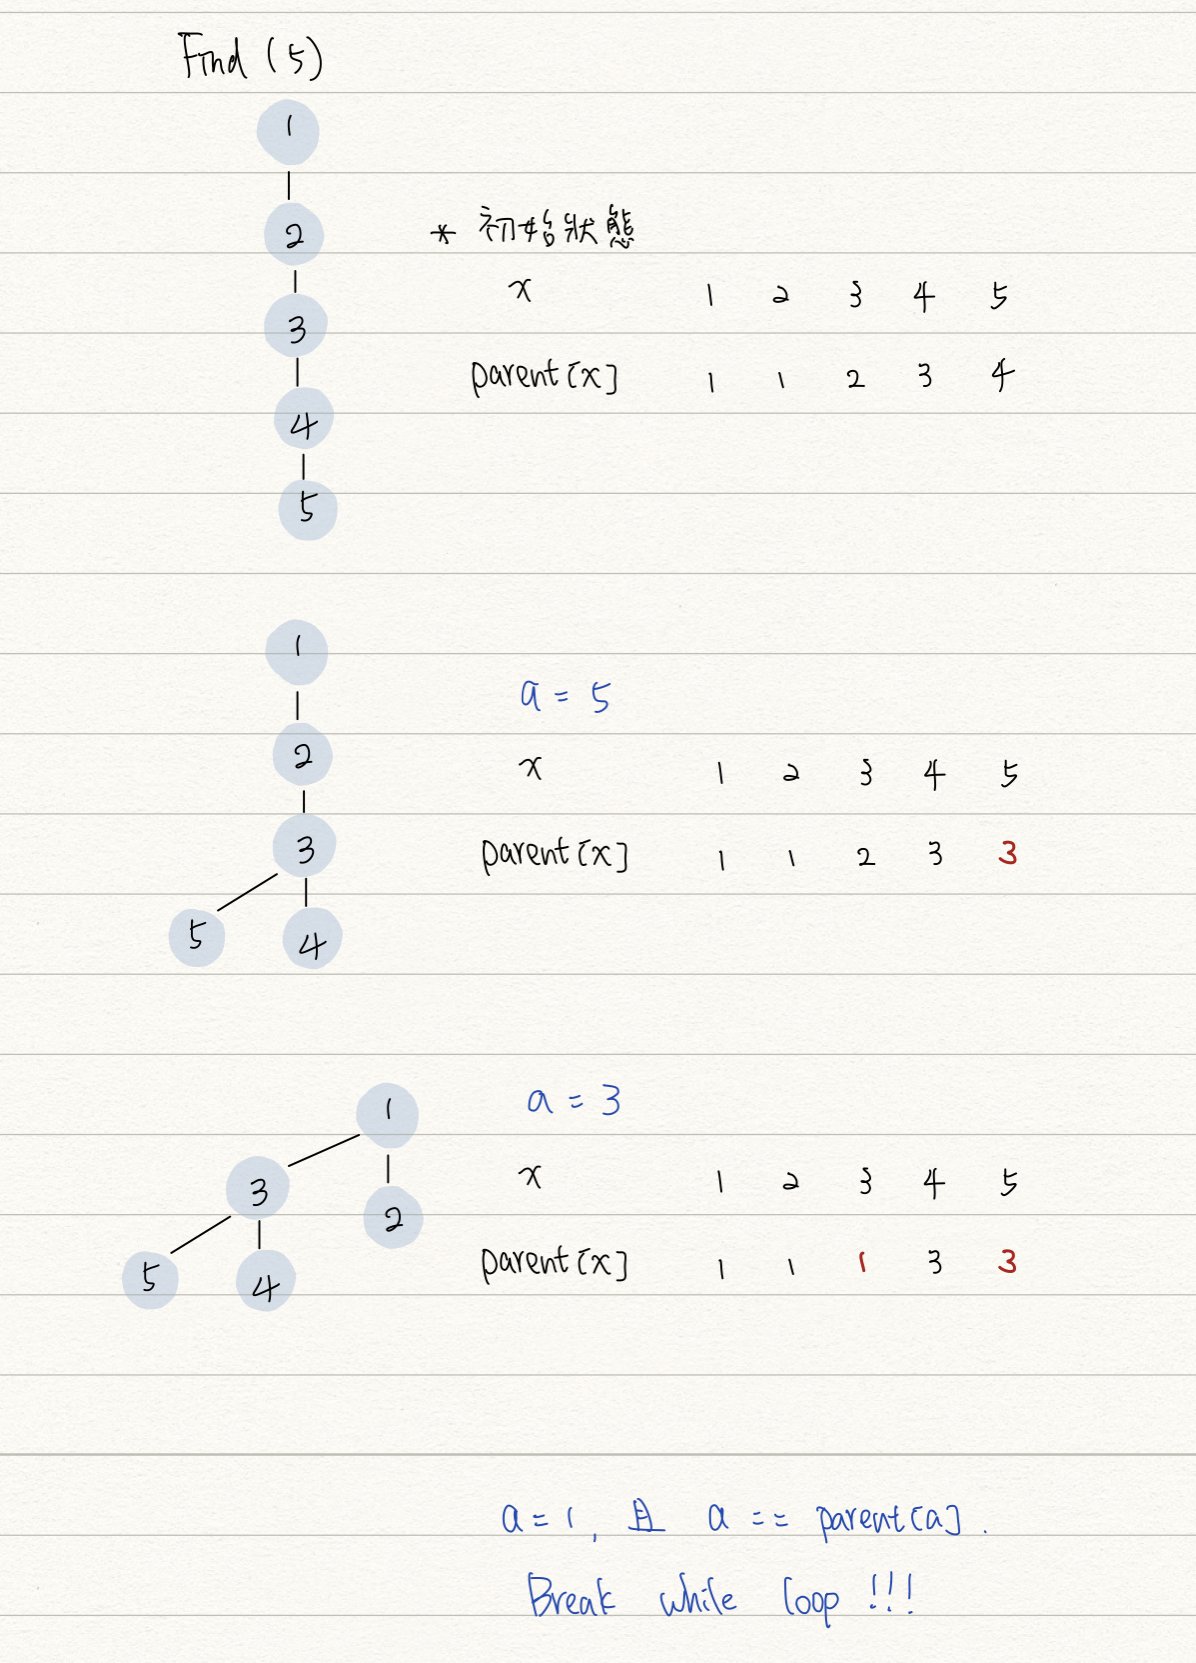 Find (5)
1
2
3
4
5
* 初始狀態
x 1 2 3 4 5
parent[x] 1 1 2 3 4
1
2
3
5 4
a = 5
x 1 2 3 4 5
parent[x] 1 1 2 3 3
1
3 2
5 4
a = 3
x 1 2 3 4 5
parent[x] 1 1 1 3 3
a = 1, 且 a == parent[a].
Break while loop !!!